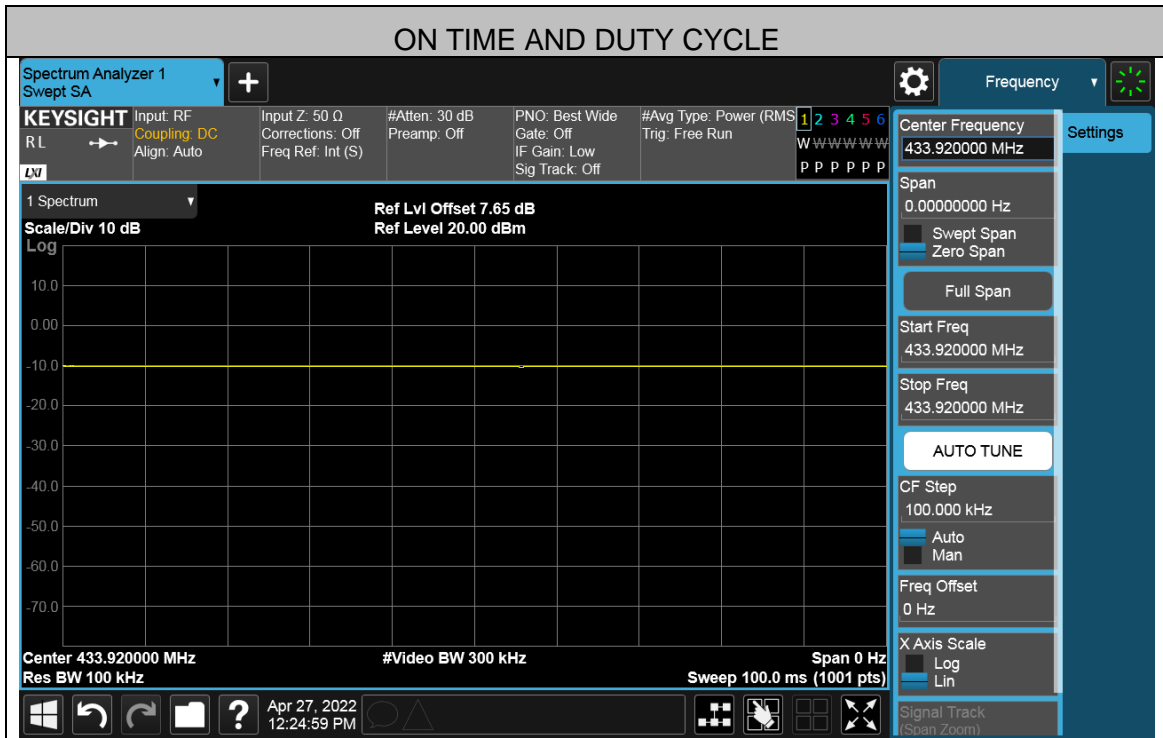 ON TIME AND DUTY CYCLE
Spectrum Analyzer 1
Swept SA
Frequency
KEYSIGHT
RL
LXI
Input: RF
Coupling: DC
Align: Auto
Input Z: 50 Ω
Corrections: Off
Freq Ref: Int (S)
#Atten: 30 dB
Preamp: Off
PNO: Best Wide
Gate: Off
IF Gain: Low
Sig Track: Off
#Avg Type: Power (RMS
Trig: Free Run
1 2 3 4 5 6
W W W W W W
P P P P P P
Center Frequency
433.920000 MHz
Settings
Span
0.00000000 Hz
Swept Span
Zero Span
Full Span
Start Freq
433.920000 MHz
Stop Freq
433.920000 MHz
AUTO TUNE
CF Step
100.000 kHz
Auto
Man
Freq Offset
0 Hz
X Axis Scale
Log
Lin
Signal Track
(Span Zoom)
1 Spectrum
Scale/Div 10 dB
Ref Lvl Offset 7.65 dB
Ref Level 20.00 dBm
Log
10.0
0.00
-10.0
-20.0
-30.0
-40.0
-50.0
-60.0
-70.0
Center 433.920000 MHz
#Video BW 300 kHz
Span 0 Hz
Res BW 100 kHz
Sweep 100.0 ms (1001 pts)
?
Apr 27, 2022
12:24:59 PM